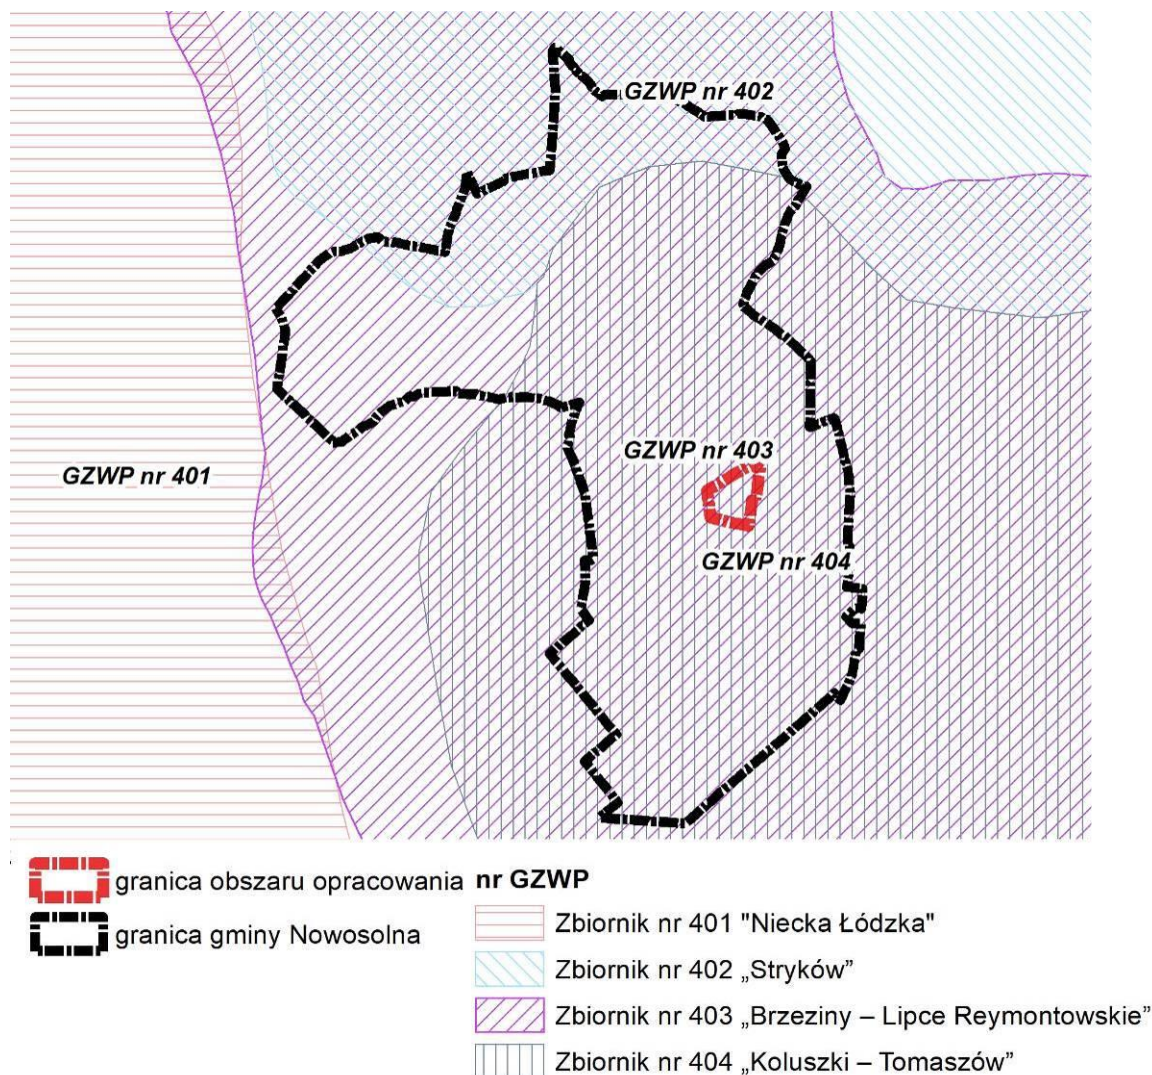 GZWP nr 402
GZWP nr 401
GZWP nr 403
GZWP nr 404
granica obszaru opracowania
granica gminy Nowosolna
nr GZWP
Zbiornik nr 401 "Niecka Łódzka"
Zbiornik nr 402 „Stryków”
Zbiornik nr 403 „Brzeziny – Lipce Reymontowskie”
Zbiornik nr 404 „Koluszki – Tomaszów”